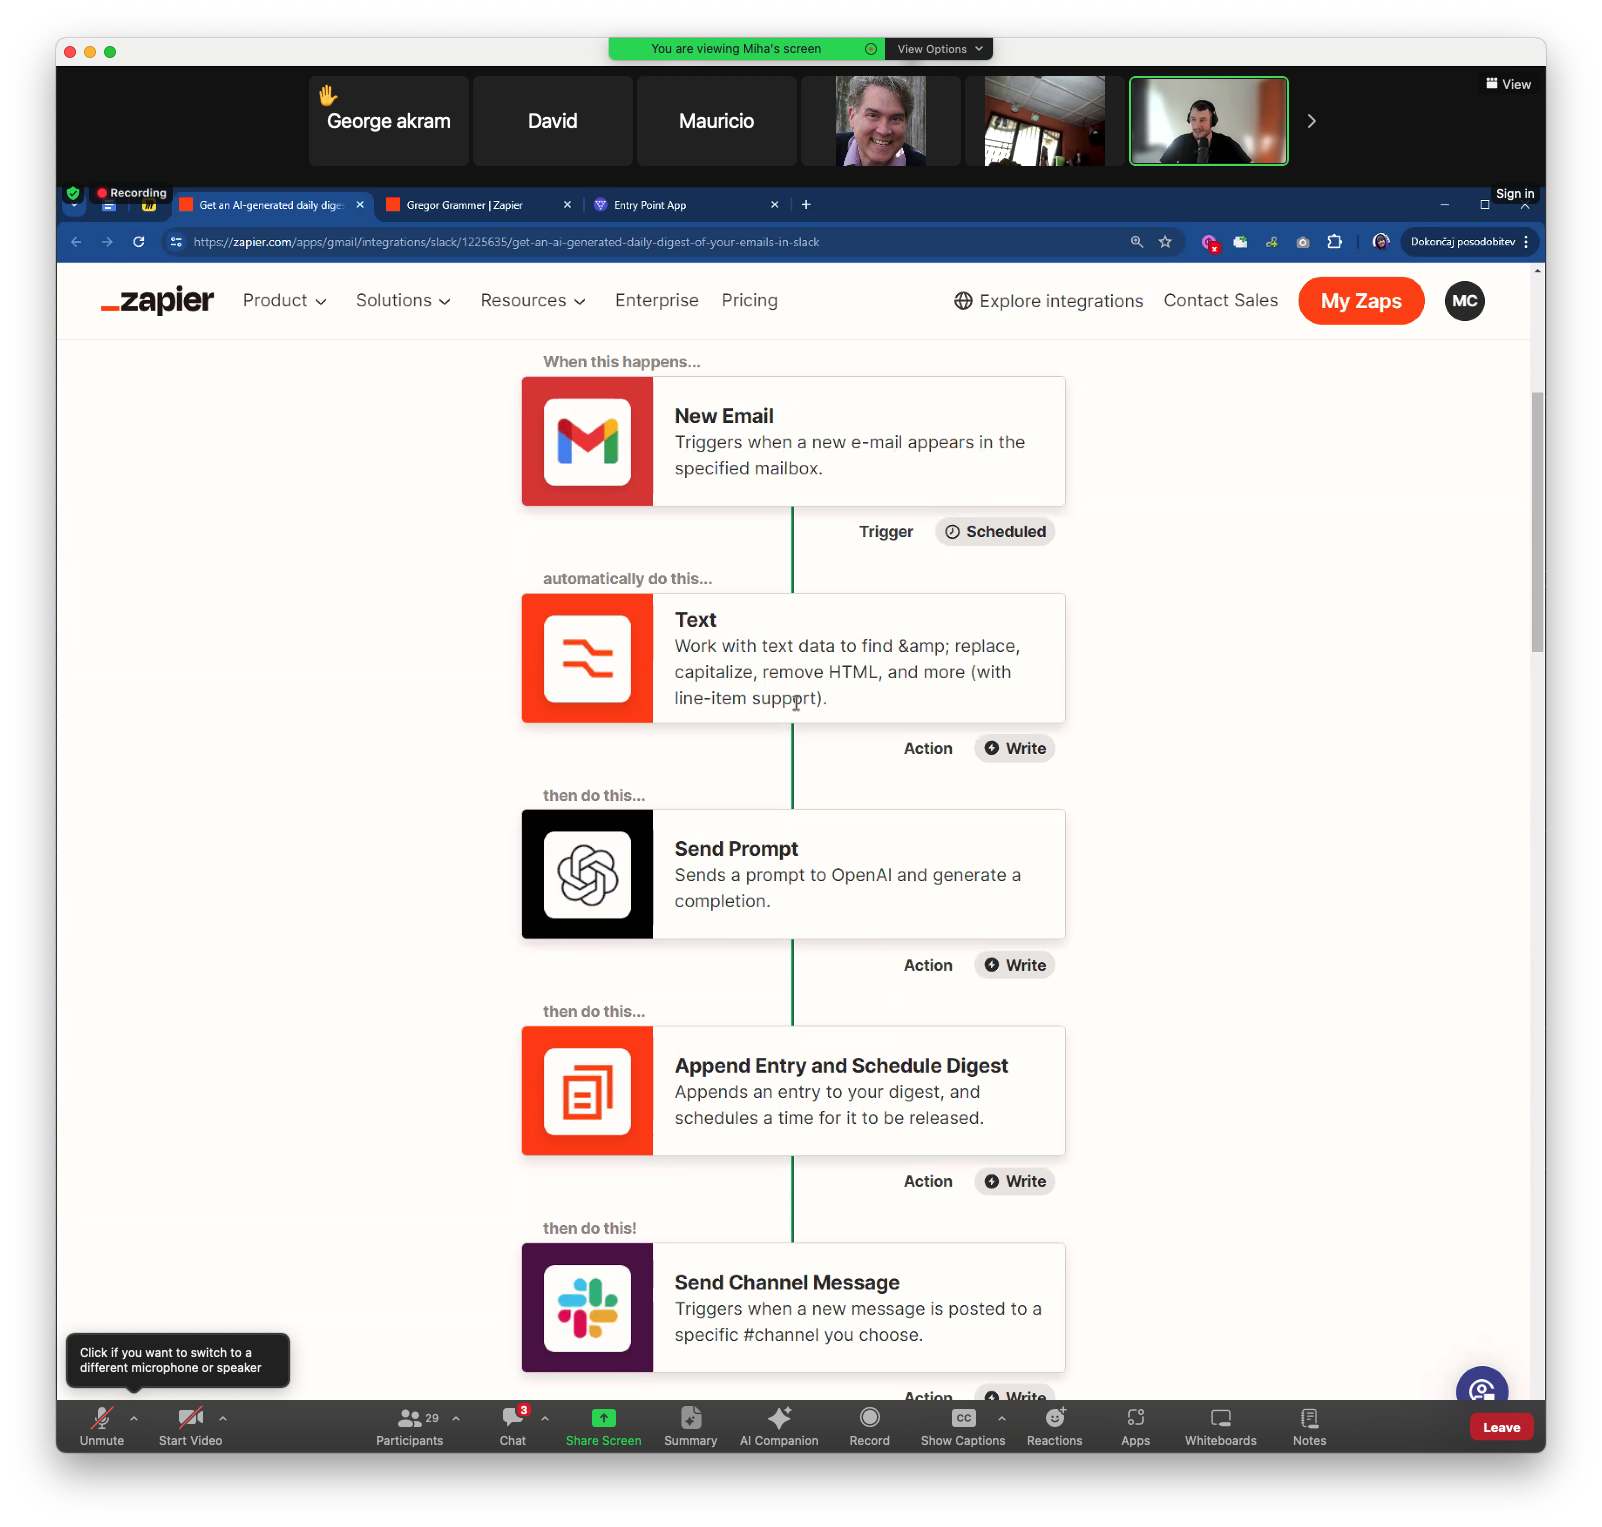 You are viewing Miha's screen
View Options
View
George akram
David
Mauricio
Recording
Sign in
Get an AI-generated daily diges
Gregor Grammer | Zapier
Entry Point App
https://zapier.com/apps/gmail/integrations/slack/1225635/get-an-ai-generated-daily-digest-of-your-emails-in-slack
Dokončaj posodobitev
_zapier
Product
Solutions
Resources
Enterprise
Pricing
Explore integrations
Contact Sales
My Zaps
MC
When this happens...
New Email
Triggers when a new e-mail appears in the
specified mailbox.
Trigger
Scheduled
automatically do this...
Text
Work with text data to find &amp; replace,
capitalize, remove HTML, and more (with
line-item support).
Action
Write
then do this...
Send Prompt
Sends a prompt to OpenAI and generate a
completion.
Action
Write
then do this...
Append Entry and Schedule Digest
Appends an entry to your digest, and
schedules a time for it to be released.
Action
Write
then do this!
Send Channel Message
Triggers when a new message is posted to a
specific #channel you choose.
Action
Write
Click if you want to switch to a
different microphone or speaker
Unmute
Start Video
29
Participants
3
Chat
Share Screen
Summary
AI Companion
Record
CC
Show Captions
Reactions
Apps
Whiteboards
Notes
Leave